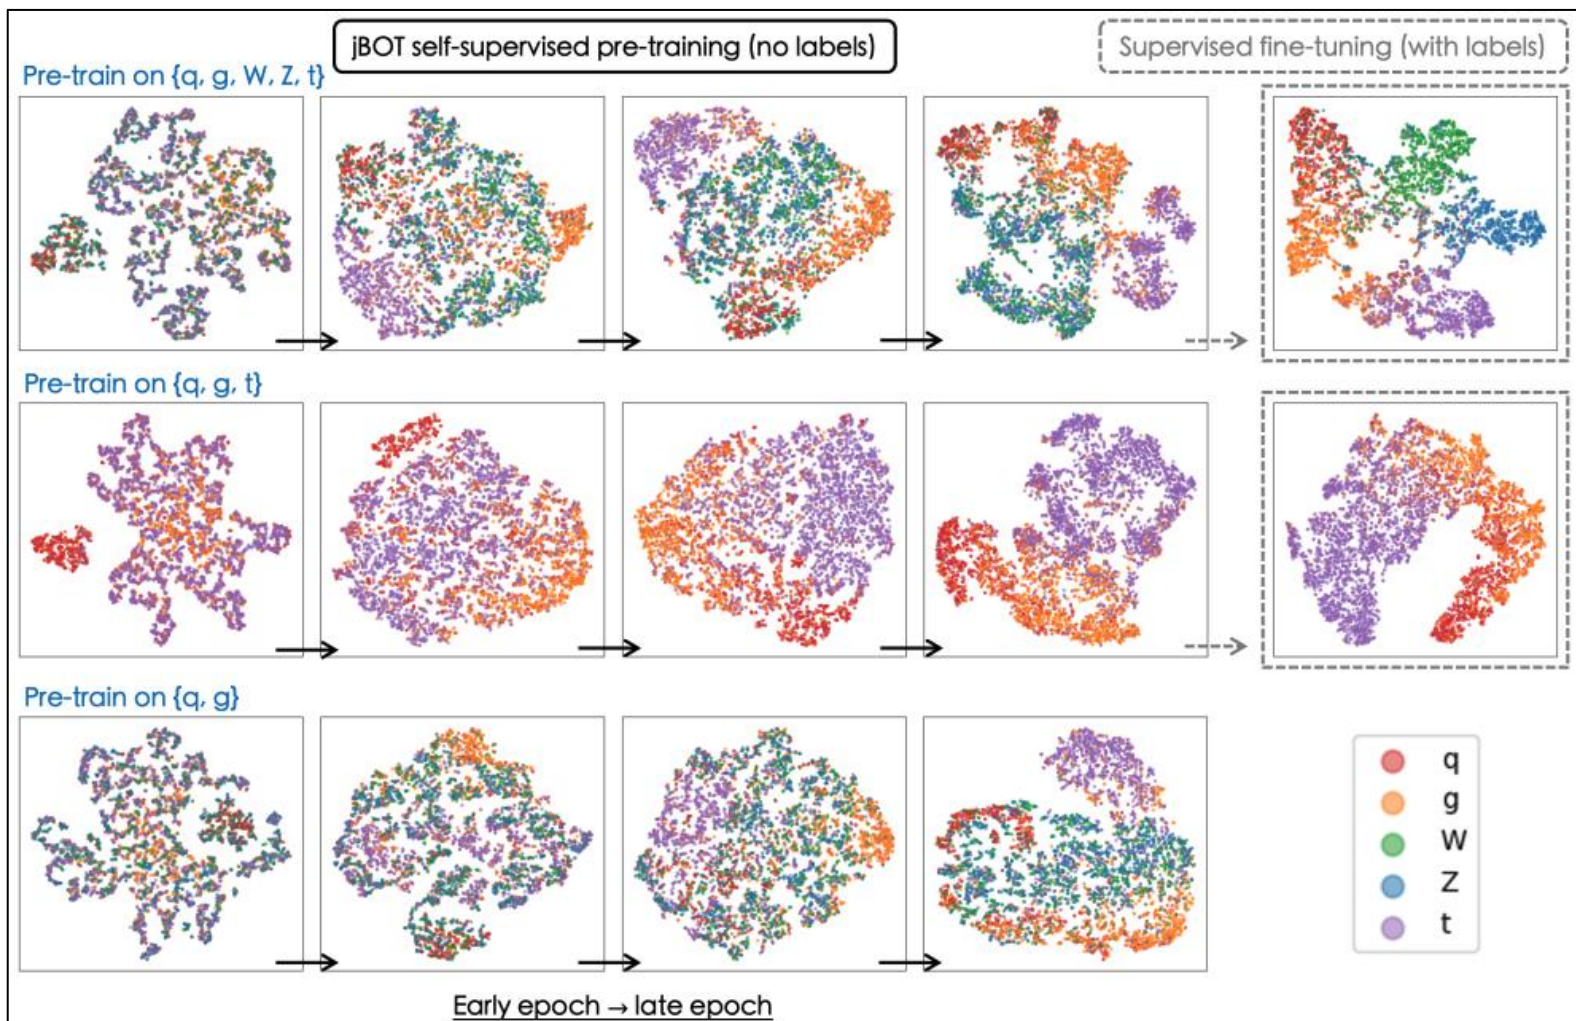 jBOT self-supervised pre-training (no labels)
Supervised fine-tuning (with labels)
Pre-train on {q, g, W, Z, t}
Pre-train on {q, g, t}
Pre-train on {q, g}
q
g
W
Z
t
Early epoch → late epoch